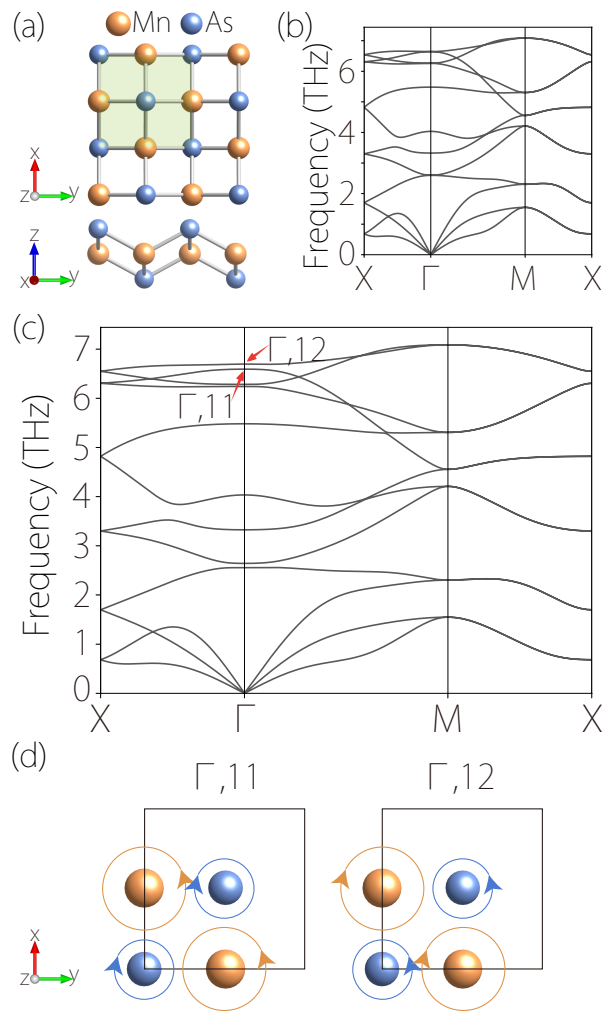 (a)
Mn
As
x
z
y
z
x
y
(b)
Frequency (THz)
6
4
2
0
X
Γ
M
X
(c)
Frequency (THz)
7
6
5
4
3
2
1
0
Γ,12
Γ,11
X
Γ
M
X
(d)
Γ,11
Γ,12
x
z
y